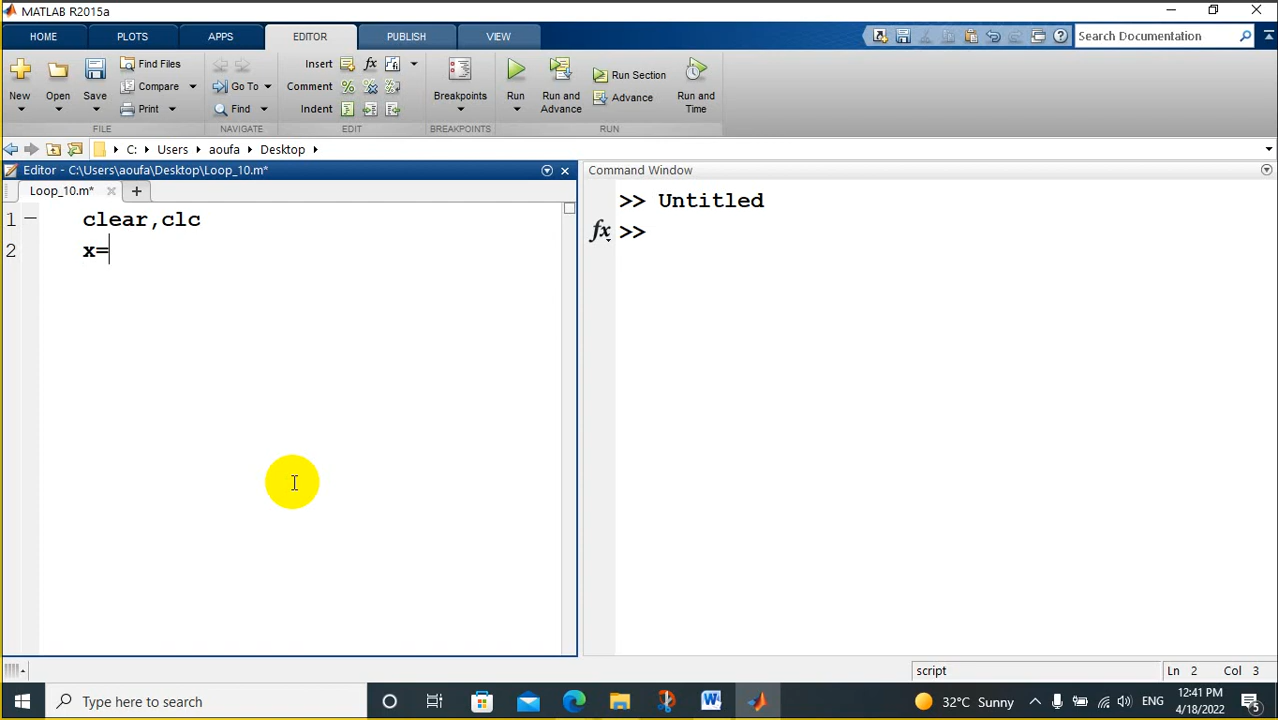 MATLAB R2015a
HOME PLOTS APPS EDITOR PUBLISH VIEW Search Documentation
New Open Save Find Files Compare Print
Go To Find
Insert fx
Comment
Indent
Breakpoints
Run Run and Advance Run Section Advance Run and Time
FILE NAVIGATE EDIT BREAKPOINTS RUN
C: Users aoufa Desktop
Editor - C:\Users\aoufa\Desktop\Loop_10.m*
Loop_10.m*
1 clear,clc
2 x=
Command Window
>> Untitled
fx >>
script Ln 2 Col 3
Type here to search
32°C Sunny ENG 12:41 PM
4/18/2022 5